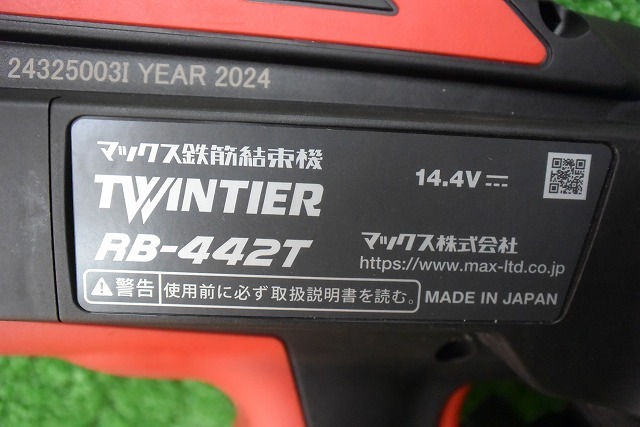 24325003I YEAR 2024
マックス鉄筋結束機
TWINTIER
14.4V⎓
RB-442T
マックス株式会社
https://www.max-ltd.co.jp
⚠警告 使用前に必ず取扱説明書を読む。
MADE IN JAPAN